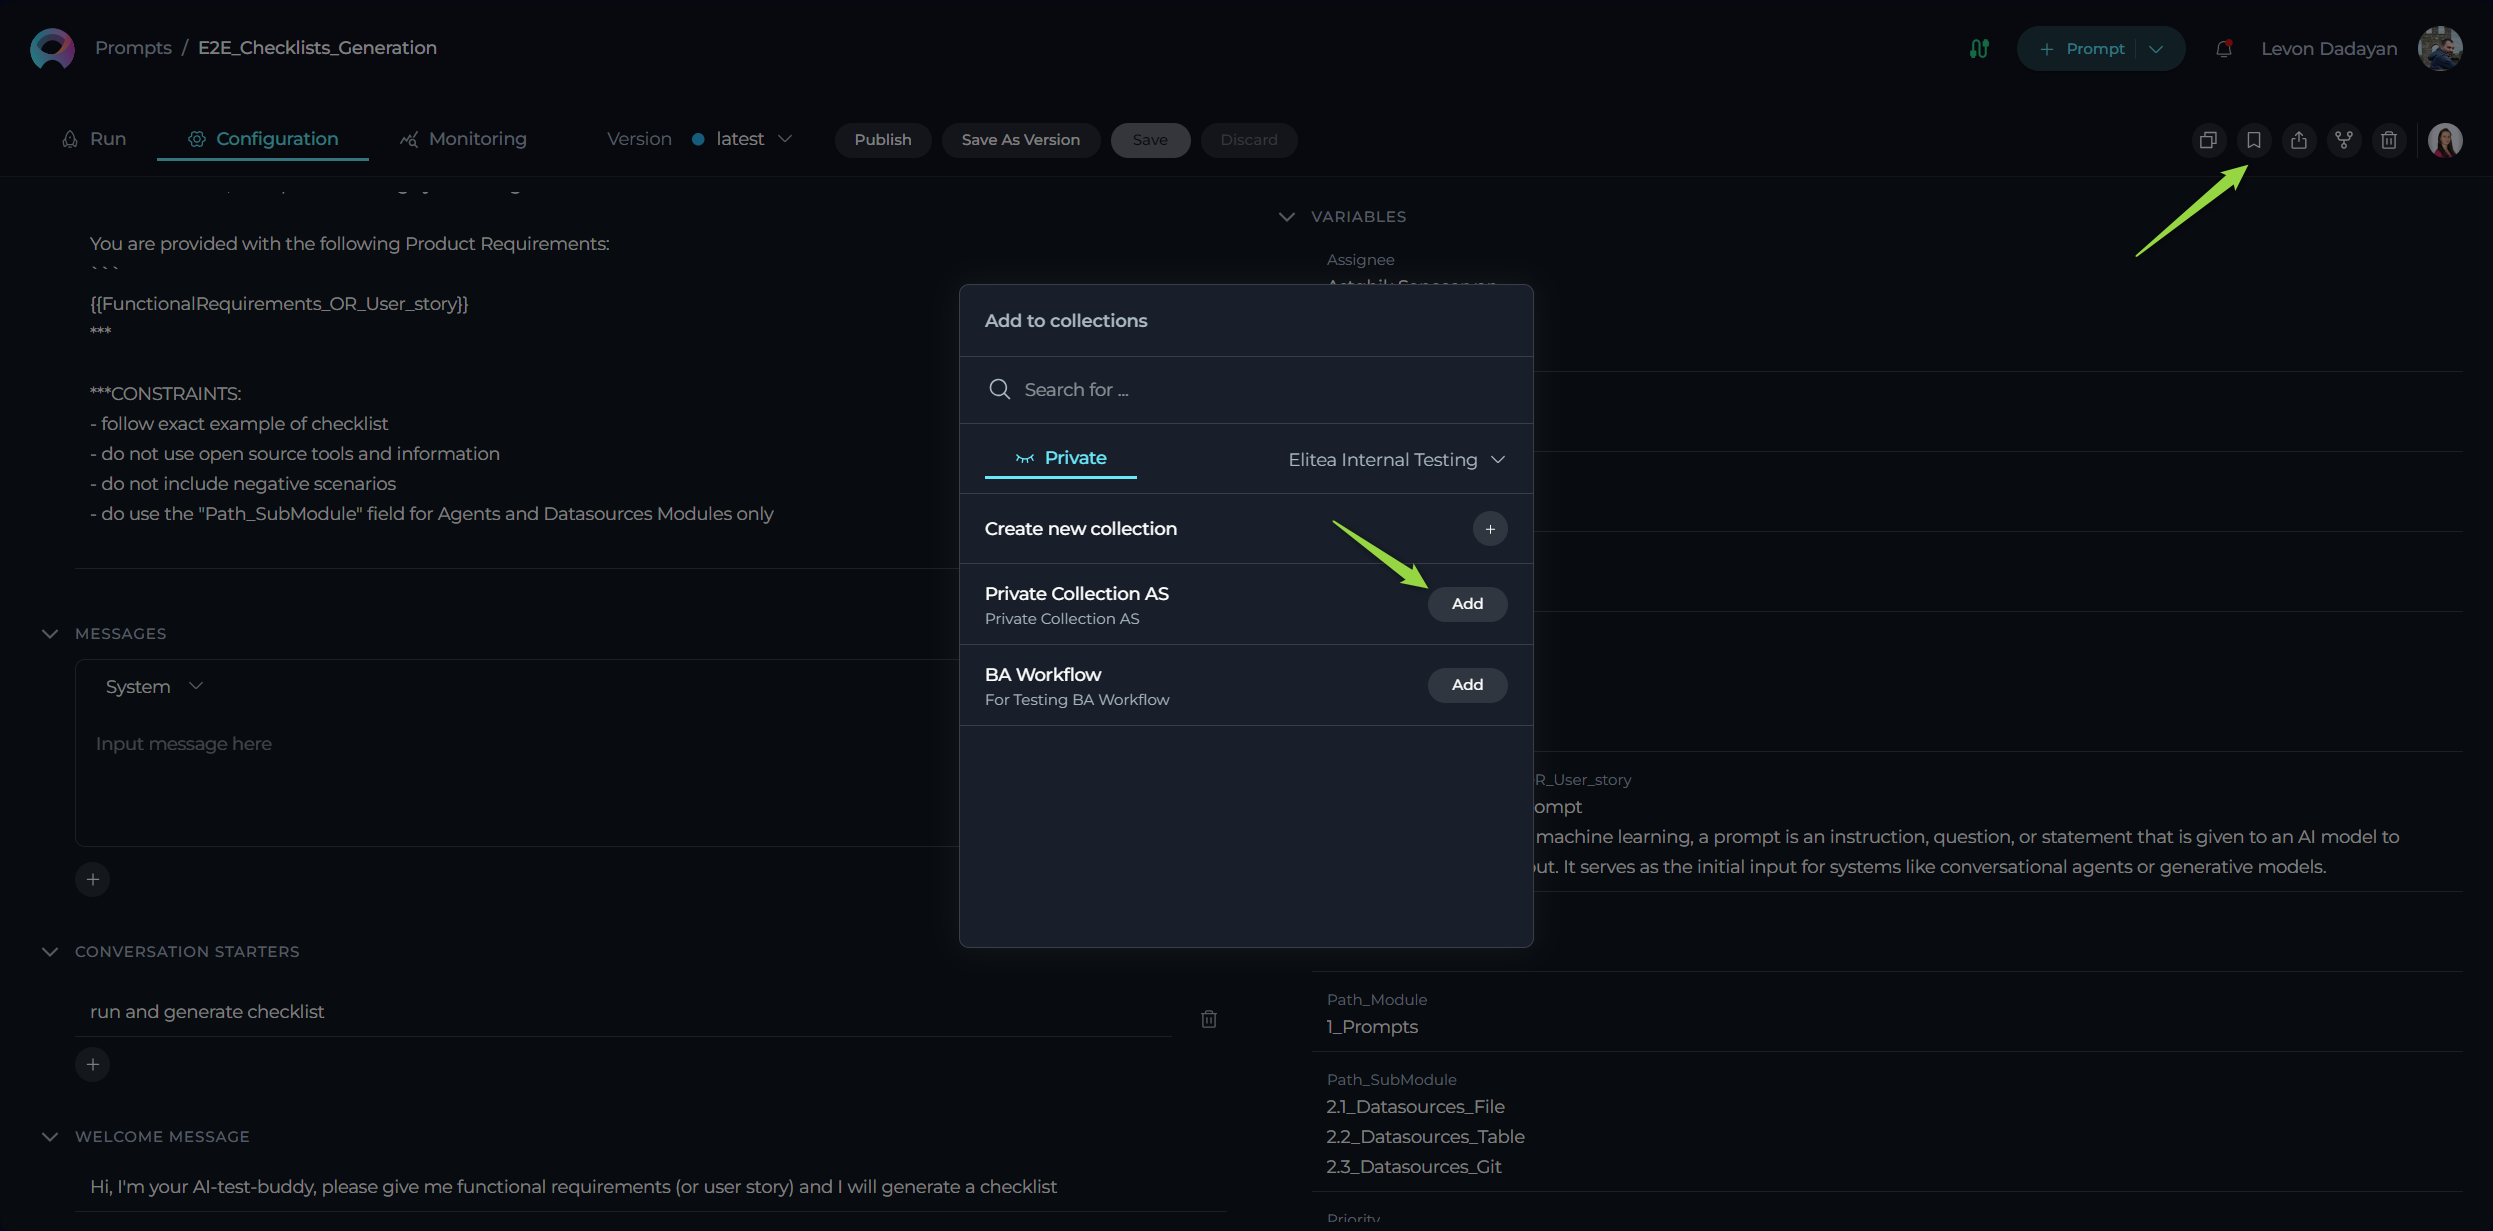 Prompts / E2E_Checklists_Generation
+ Prompt
Levon Dadayan
Run
Configuration
Monitoring
Version
latest
Publish
Save As Version
Save
Discard
You are provided with the following Product Requirements:
```
{{FunctionalRequirements_OR_User_story}}
***
***CONSTRAINTS:
- follow exact example of checklist
- do not use open source tools and information
- do not include negative scenarios
- do use the "Path_SubModule" field for Agents and Datasources Modules only
MESSAGES
System
Input message here
CONVERSATION STARTERS
run and generate checklist
WELCOME MESSAGE
Hi, I'm your AI-test-buddy, please give me functional requirements (or user story) and I will generate a checklist
Add to collections
Search for ...
Private
Elitea Internal Testing
Create new collection
+
Private Collection AS
Private Collection AS
Add
BA Workflow
For Testing BA Workflow
Add
VARIABLES
Assignee
R_User_story
ompt
machine learning, a prompt is an instruction, question, or statement that is given to an AI model to
ut. It serves as the initial input for systems like conversational agents or generative models.
Path_Module
1_Prompts
Path_SubModule
2.1_Datasources_File
2.2_Datasources_Table
2.3_Datasources_Git
Priority